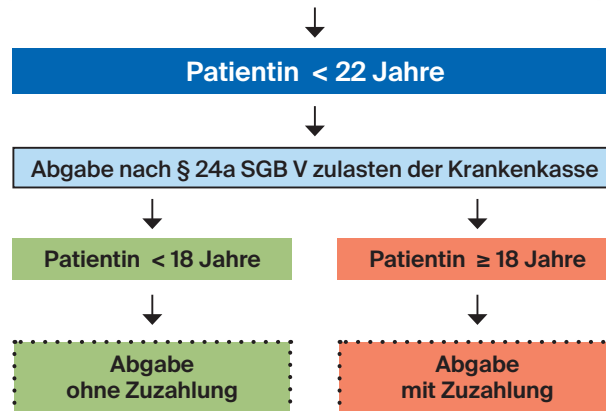 Patientin < 22 Jahre
Abgabe nach § 24a SGB V zulasten der Krankenkasse
Patientin < 18 Jahre
Patientin ≥ 18 Jahre
Abgabe
ohne Zuzahlung
Abgabe
mit Zuzahlung